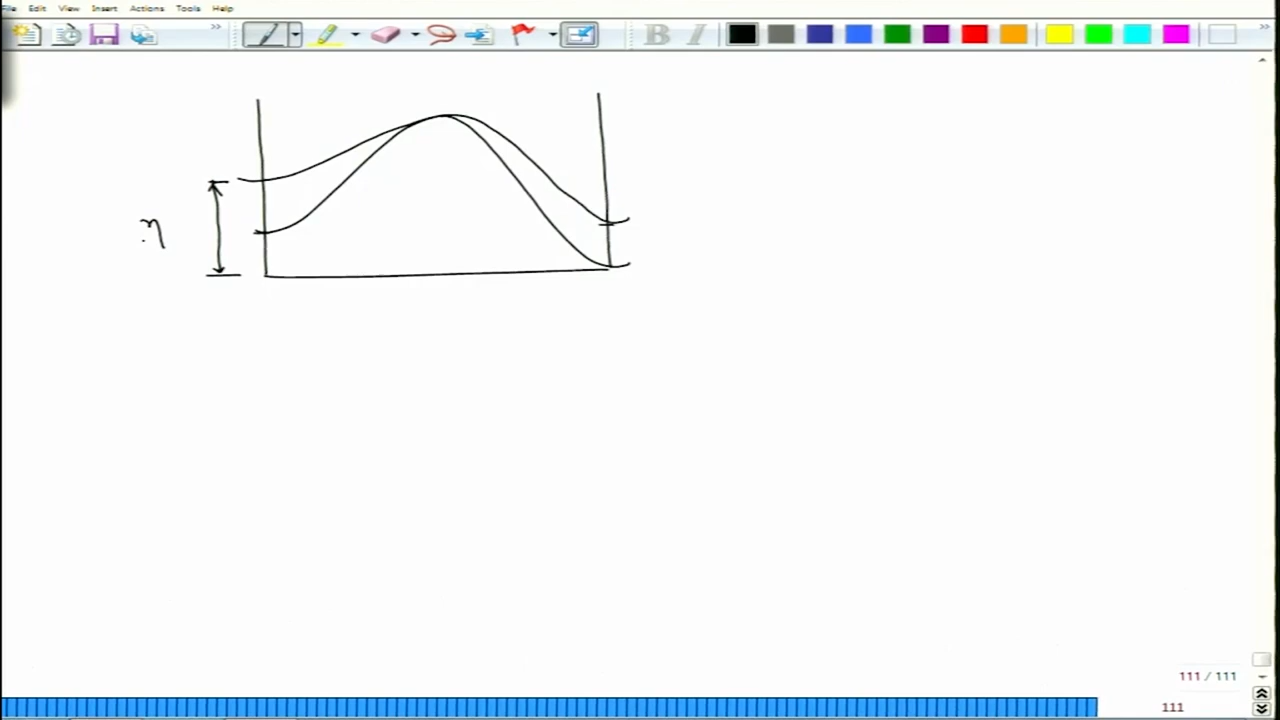 File Edit View Insert Actions Tools Help
B I
η
111 / 111
111